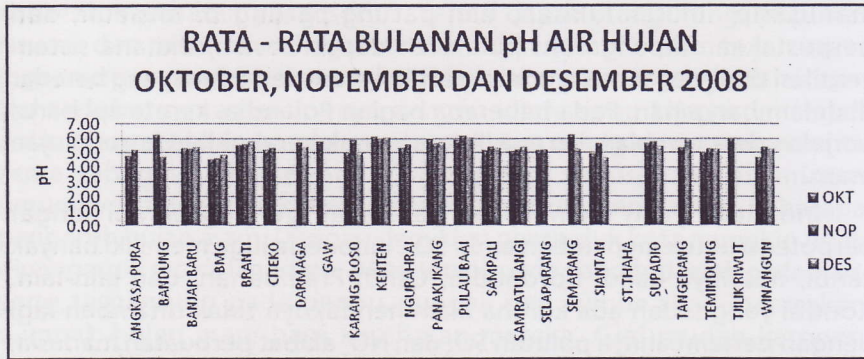 RATA - RATA BULANAN pH AIR HUJAN
OKTOBER, NOPEMBER DAN DESEMBER 2008
7.00
6.00
5.00
4.00
3.00
2.00
1.00
0.00
pH
ANGKASA PURA
BANDUNG
BANJAR BARU
BMG
BRANTI
CITEKO
DARMAGA
GAW
KARANG PLOSO
KENTEN
NGURAHRAI
PANAKUKANG
PULAU BAAI
SAMPALI
SAMRATULANGI
SELAPARANG
SEMARANG
SIANTAN
ST.THAHA
SUPADIO
TANGERANG
TEMINDUNG
TJILIK RIWUT
WINANGUN
OKT
NOP
DES